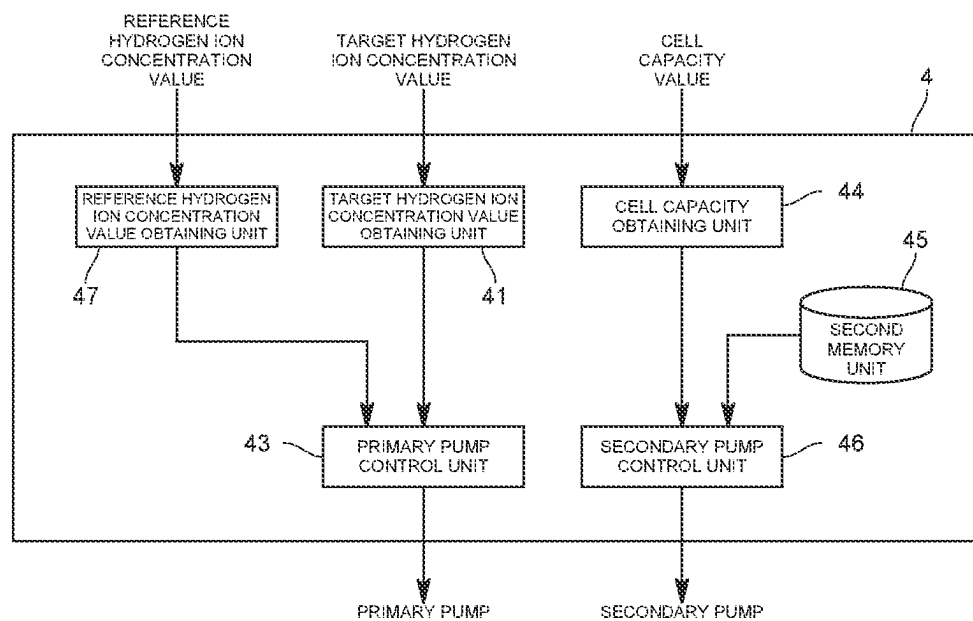 REFERENCE
HYDROGEN ION
CONCENTRATION
VALUE
TARGET HYDROGEN
ION CONCENTRATION
VALUE
CELL
CAPACITY
VALUE
4
REFERENCE HYDROGEN
ION CONCENTRATION
VALUE OBTAINING UNIT
47
TARGET HYDROGEN ION
CONCENTRATION VALUE
OBTAINING UNIT
41
CELL CAPACITY
OBTAINING UNIT
44
45
SECOND
MEMORY
UNIT
43
PRIMARY PUMP
CONTROL UNIT
SECONDARY PUMP
CONTROL UNIT
46
PRIMARY PUMP
SECONDARY PUMP